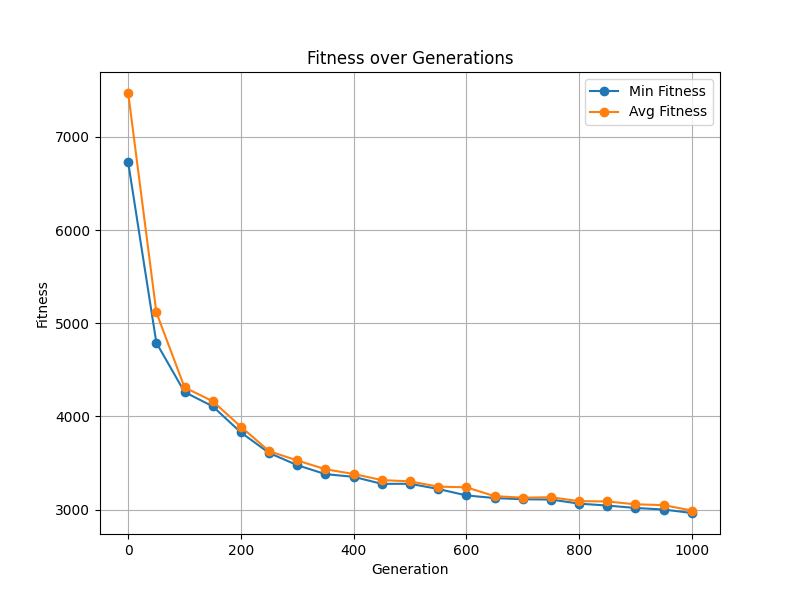 Fitness over Generations
Min Fitness
Avg Fitness
7000
6000
5000
4000
3000
Fitness
0 200 400 600 800 1000
Generation